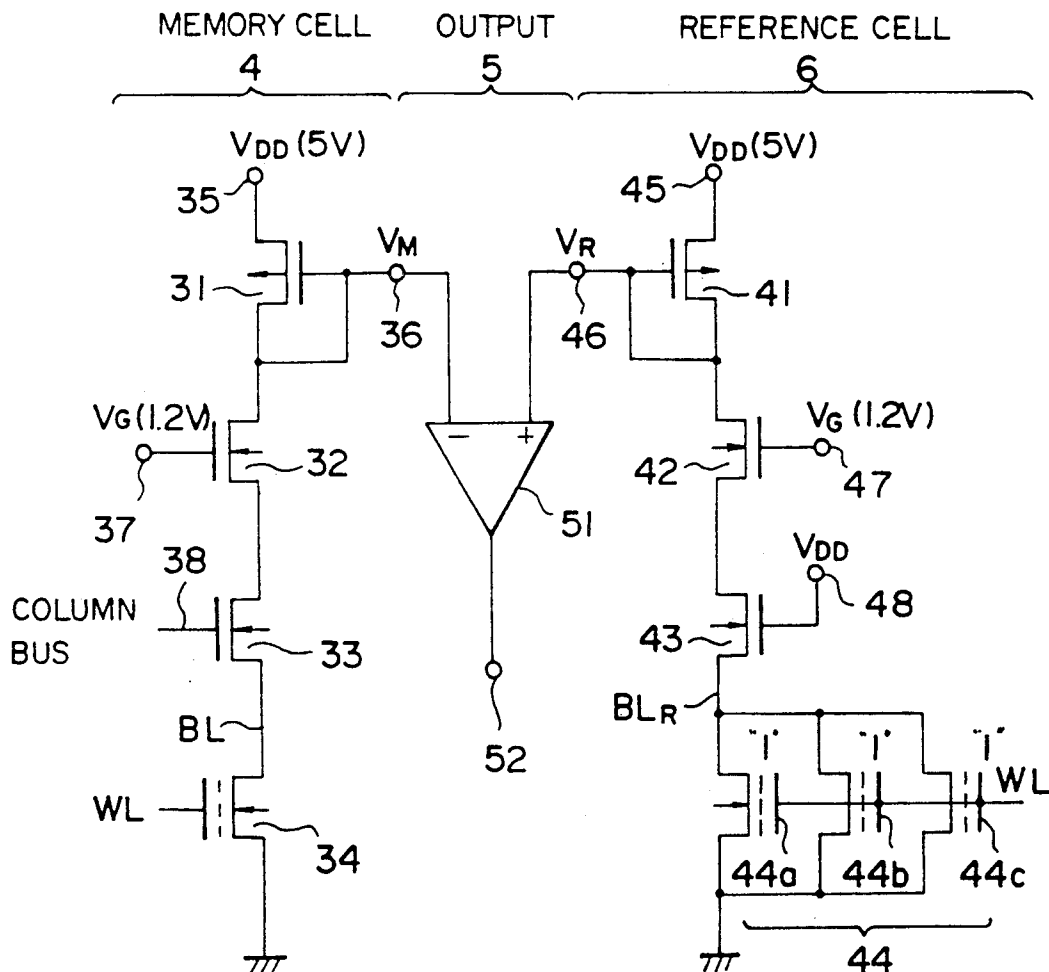 MEMORY CELL OUTPUT REFERENCE CELL
4 5 6
VDD (5V) VDD (5V)
35 45
VM VR
31 36 46 41
VG (1.2V) VG (1.2V)
32 42
37 − + 47
51
38 VDD
COLUMN 48
BUS 33 43
BL BLR
52
"1" "1" "1"
WL WL
34
44a 44b 44c
44